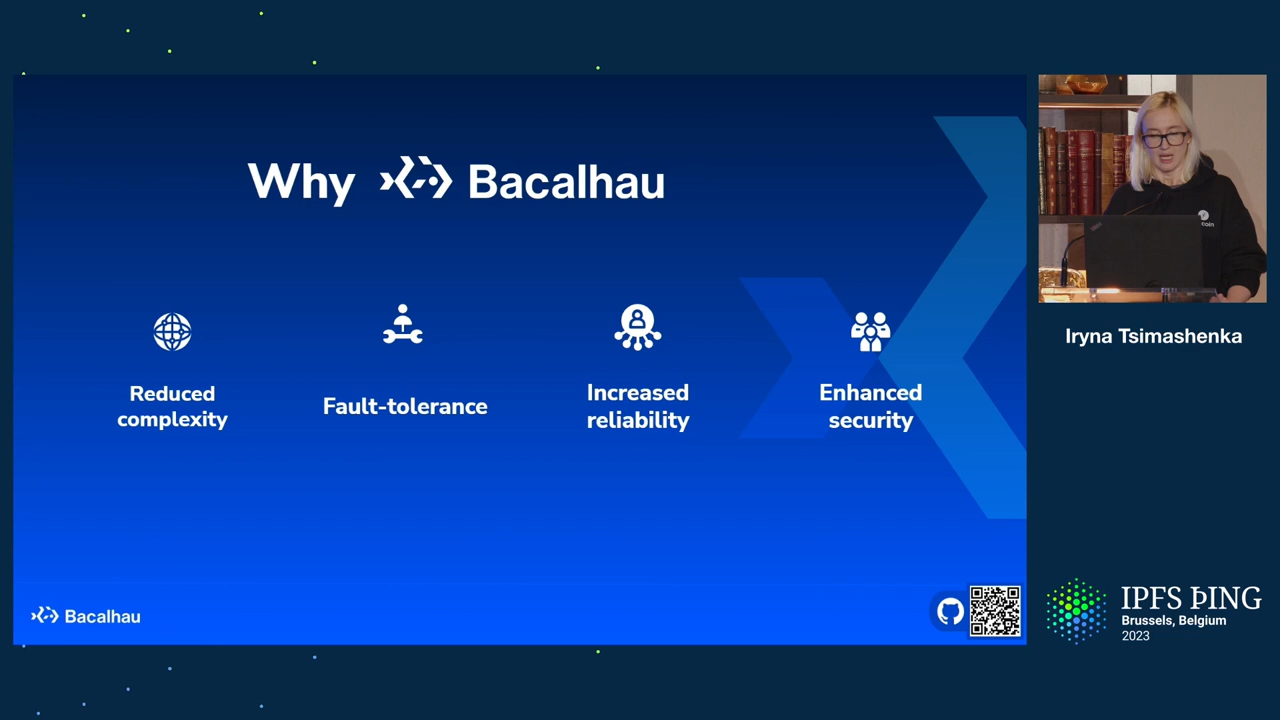 Why Bacalhau
Reduced
complexity
Fault-tolerance
Increased
reliability
Enhanced
security
Bacalhau
Iryna Tsimashenka
IPFS ÞING
Brussels, Belgium
2023